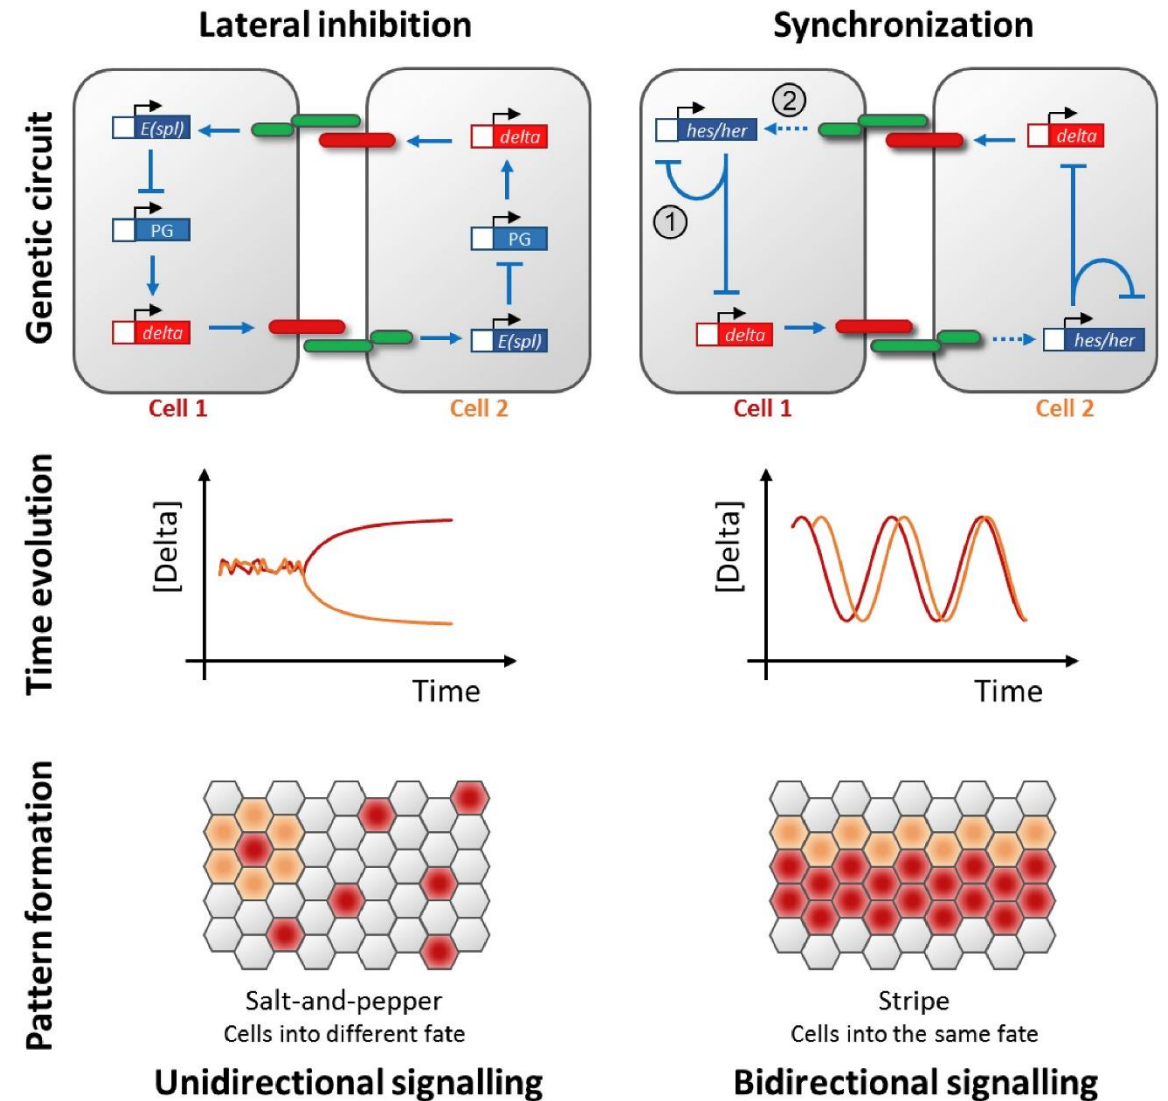 Lateral inhibition
Synchronization
Genetic circuit
E(spl)
PG
delta
delta
PG
E(spl)
Cell 1
Cell 2
hes/her
2
1
delta
delta
hes/her
Cell 1
Cell 2
Time evolution
[Delta]
Time
[Delta]
Time
Pattern formation
Salt-and-pepper
Cells into different fate
Stripe
Cells into the same fate
Unidirectional signalling
Bidirectional signalling